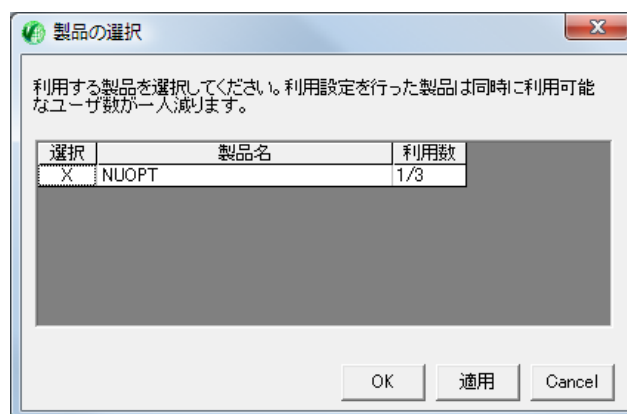 製品の選択
利用する製品を選択してください。利用設定を行った製品は同時に利用可能
なユーザ数が一人減ります。
選択 製品名 利用数
X NUOPT 1/3
OK 適用 Cancel